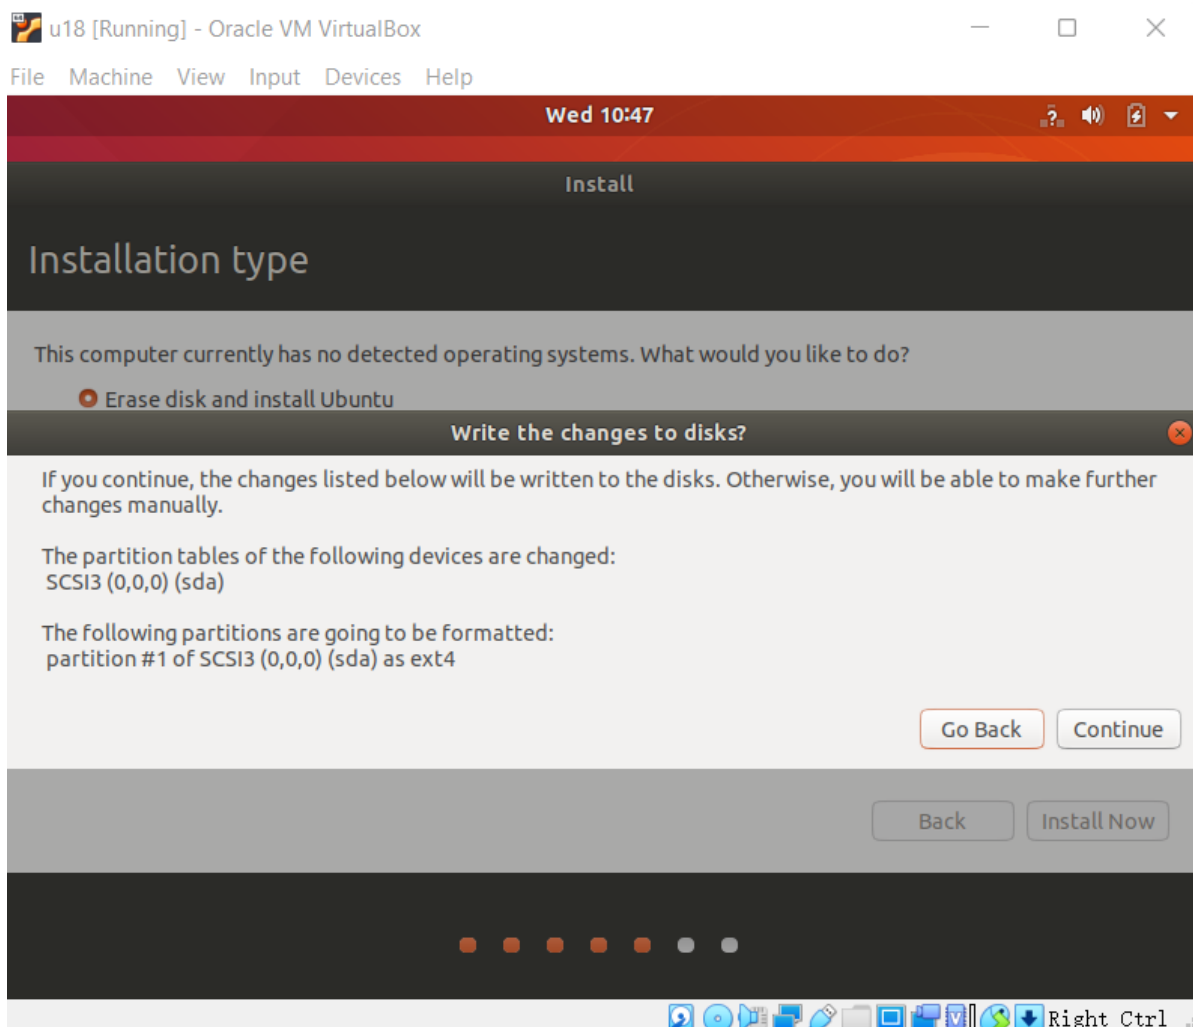 u18 [Running] - Oracle VM VirtualBox
File Machine View Input Devices Help
Wed 10:47
Install
Installation type
This computer currently has no detected operating systems. What would you like to do?
Erase disk and install Ubuntu
Write the changes to disks?
If you continue, the changes listed below will be written to the disks. Otherwise, you will be able to make further
changes manually.
The partition tables of the following devices are changed:
SCSI3 (0,0,0) (sda)
The following partitions are going to be formatted:
partition #1 of SCSI3 (0,0,0) (sda) as ext4
Go Back Continue
Back Install Now
Right Ctrl